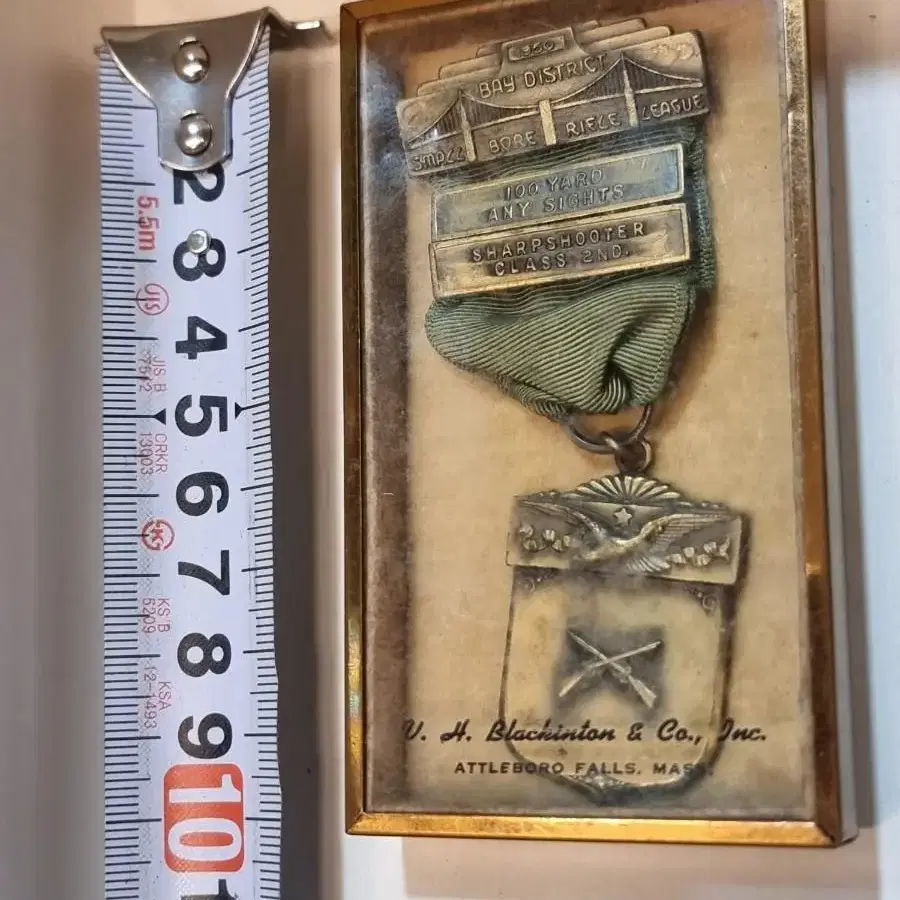 1950
BAY DISTRICT
SMALL BORE RIFLE LEAGUE
100 YARD
ANY SIGHTS
SHARPSHOOTER
CLASS 2ND.
V. H. Blackinton & Co., Inc.
ATTLEBORO FALLS, MASS.
2
3
4
5
6
7
8
9
10
1
5.5m
JIS
JIS B
7512
CRKR
13003
KS
KS B
5209
KSA
12-1493